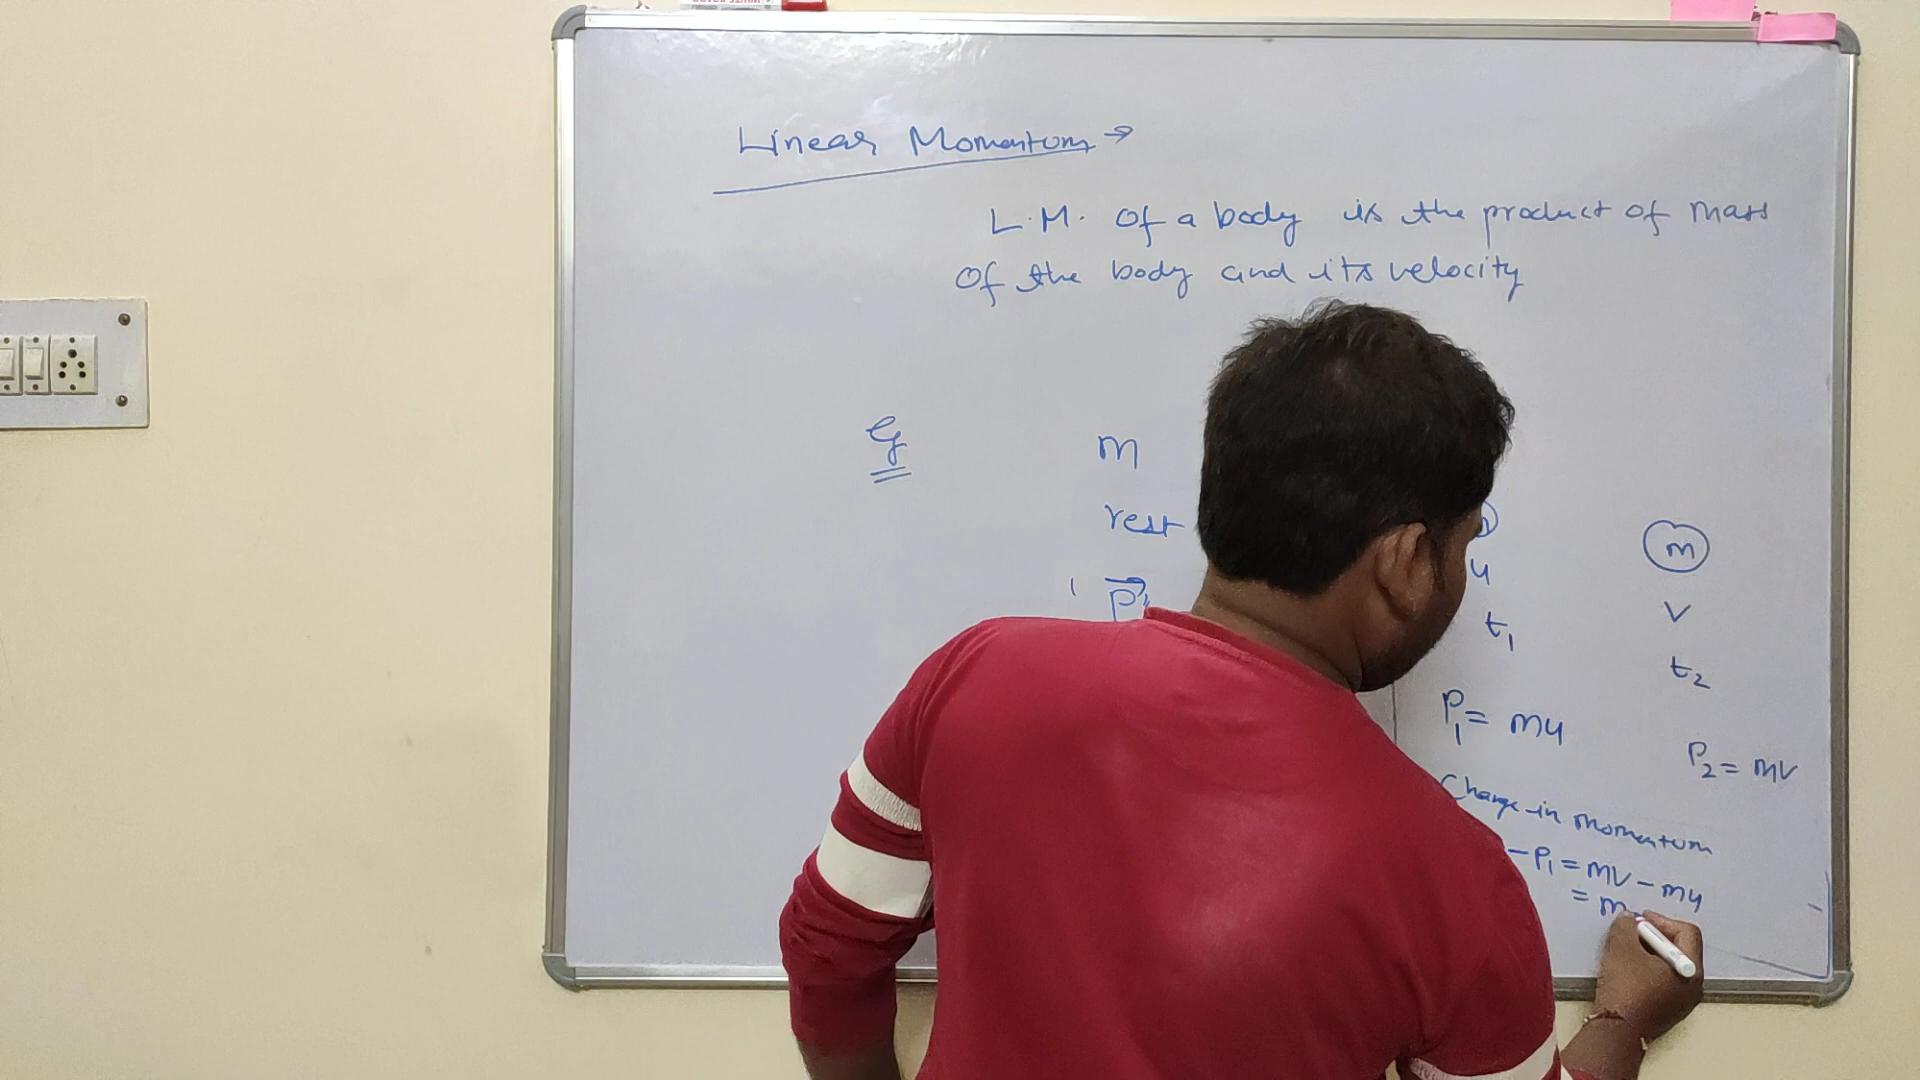 Linear Momentum →
L.M. of a body is the product of mass
of the body and its velocity
eg
m
rest
P
m
u
v
t1
t2
P1 = mu
P2 = mv
Change in momentum
- P1 = mv - mu
= m